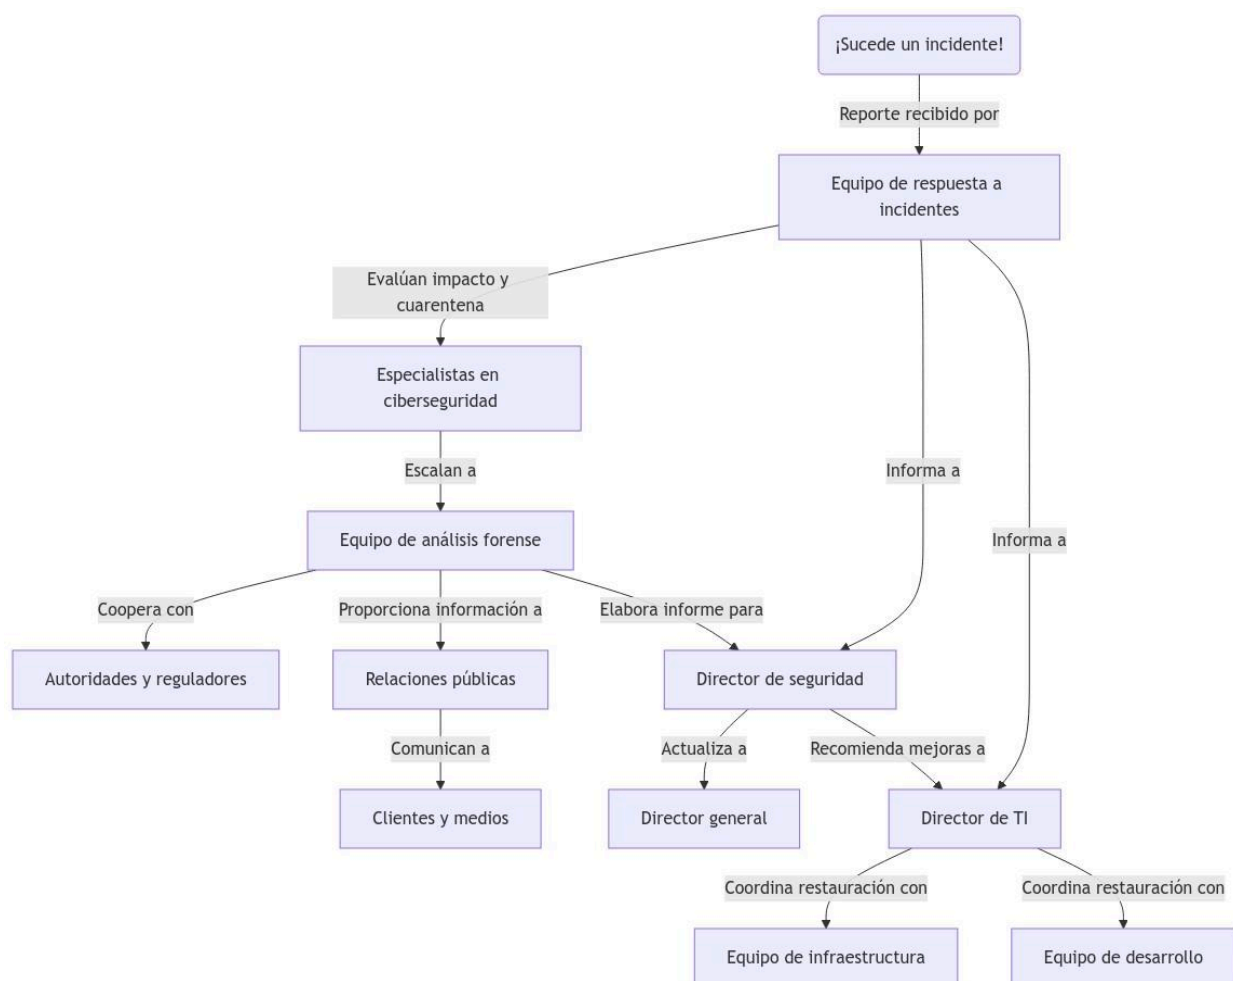 ¡Sucede un incidente!
Reporte recibido por
Equipo de respuesta a
incidentes
Evalúan impacto y
cuarentena
Especialistas en
ciberseguridad
Escalan a
Informa a
Equipo de análisis forense
Informa a
Coopera con
Proporciona información a
Elabora informe para
Autoridades y reguladores
Relaciones públicas
Director de seguridad
Comunican a
Actualiza a
Recomienda mejoras a
Clientes y medios
Director general
Director de TI
Coordina restauración con
Coordina restauración con
Equipo de infraestructura
Equipo de desarrollo